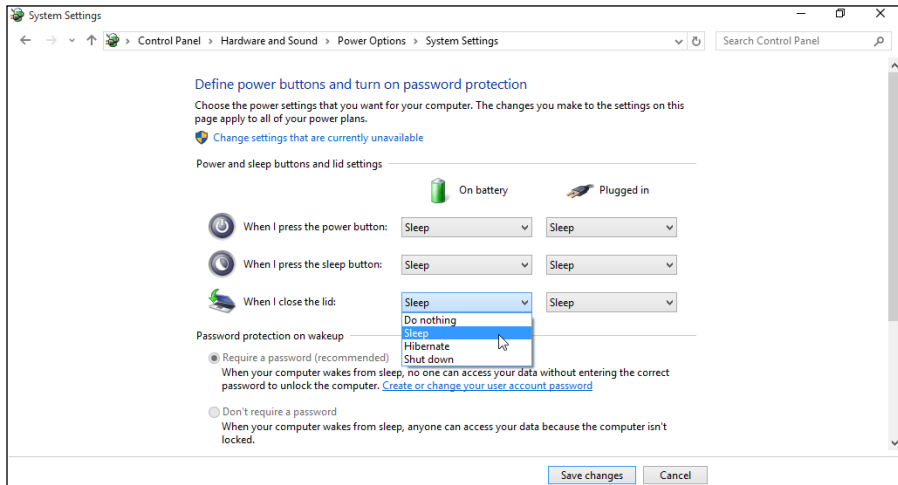 System Settings
Control Panel > Hardware and Sound > Power Options > System Settings
Search Control Panel
Define power buttons and turn on password protection
Choose the power settings that you want for your computer. The changes you make to the settings on this
page apply to all of your power plans.
Change settings that are currently unavailable
Power and sleep buttons and lid settings
On battery Plugged in
When I press the power button: Sleep Sleep
When I press the sleep button: Sleep Sleep
When I close the lid: Sleep Sleep
Do nothing
Sleep
Hibernate
Shut down
Password protection on wakeup
Require a password (recommended)
When your computer wakes from sleep, no one can access your data without entering the correct
password to unlock the computer. Create or change your user account password
Don't require a password
When your computer wakes from sleep, anyone can access your data because the computer isn't
locked.
Save changes Cancel